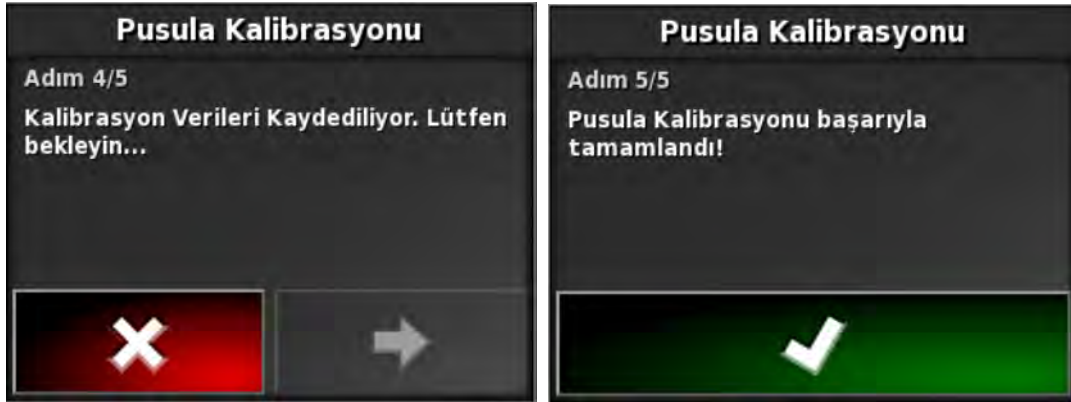 Pusula Kalibrasyonu
Adım 4/5
Kalibrasyon Verileri Kaydediliyor. Lütfen
bekleyin...
Pusula Kalibrasyonu
Adım 5/5
Pusula Kalibrasyonu başarıyla
tamamlandı!